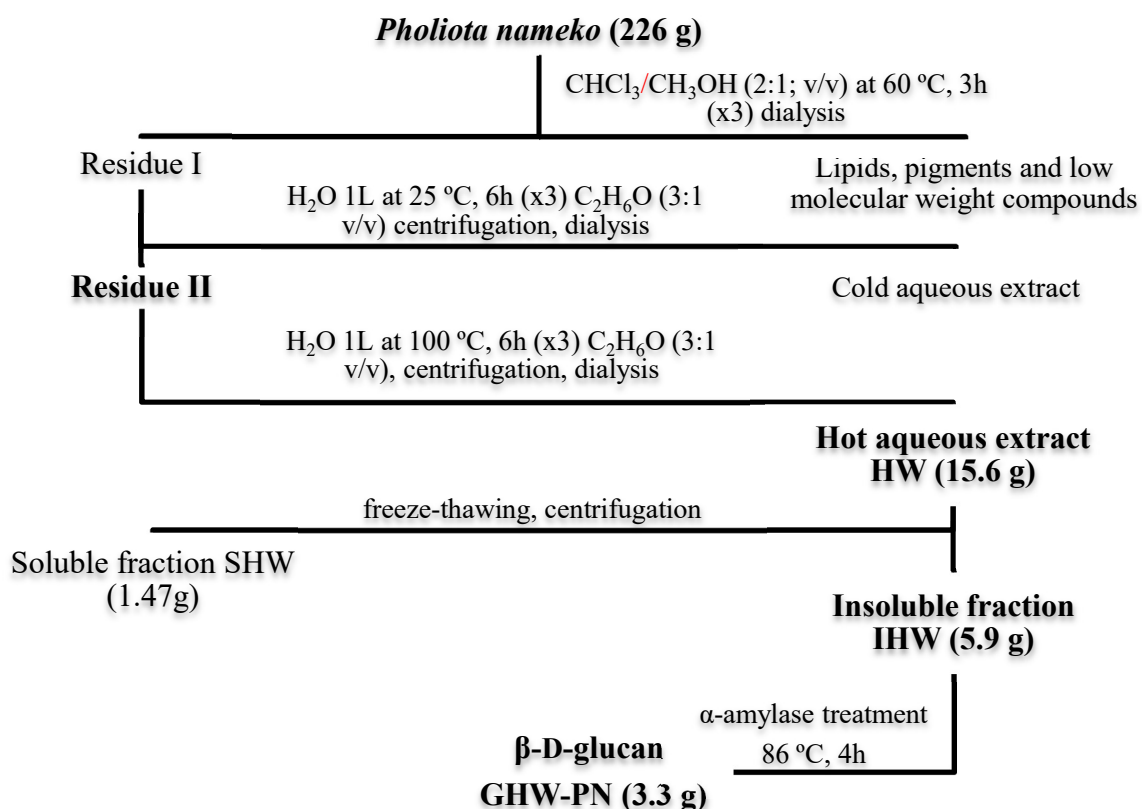 Pholiota nameko (226 g)
CHCl₃/CH₃OH (2:1; v/v) at 60 ºC, 3h
(x3) dialysis
Residue I
Lipids, pigments and low
molecular weight compounds
H₂O 1L at 25 ºC, 6h (x3) C₂H₆O (3:1
v/v) centrifugation, dialysis
Residue II
Cold aqueous extract
H₂O 1L at 100 ºC, 6h (x3) C₂H₆O (3:1
v/v), centrifugation, dialysis
Hot aqueous extract
HW (15.6 g)
freeze-thawing, centrifugation
Soluble fraction SHW
(1.47g)
Insoluble fraction
IHW (5.9 g)
α-amylase treatment
86 ºC, 4h
β-D-glucan
GHW-PN (3.3 g)